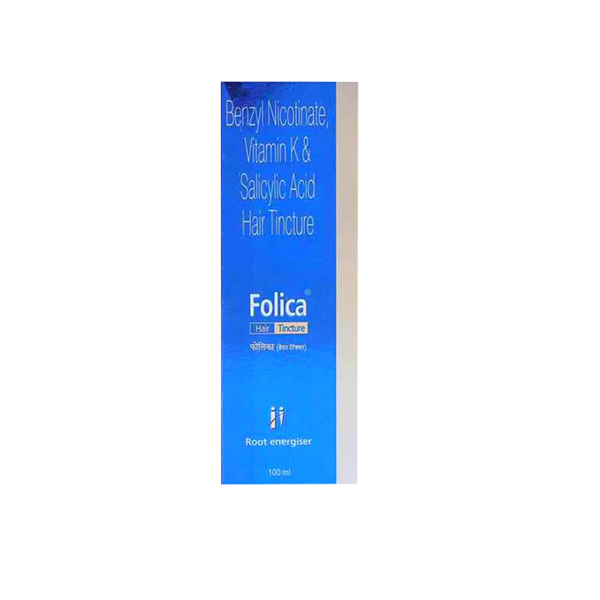 Benzyl Nicotinate,
Vitamin K &
Salicylic Acid
Hair Tincture
Folica®
Hair Tincture
फोलिका (हेयर टिंक्चर)
Root energiser
100 ml